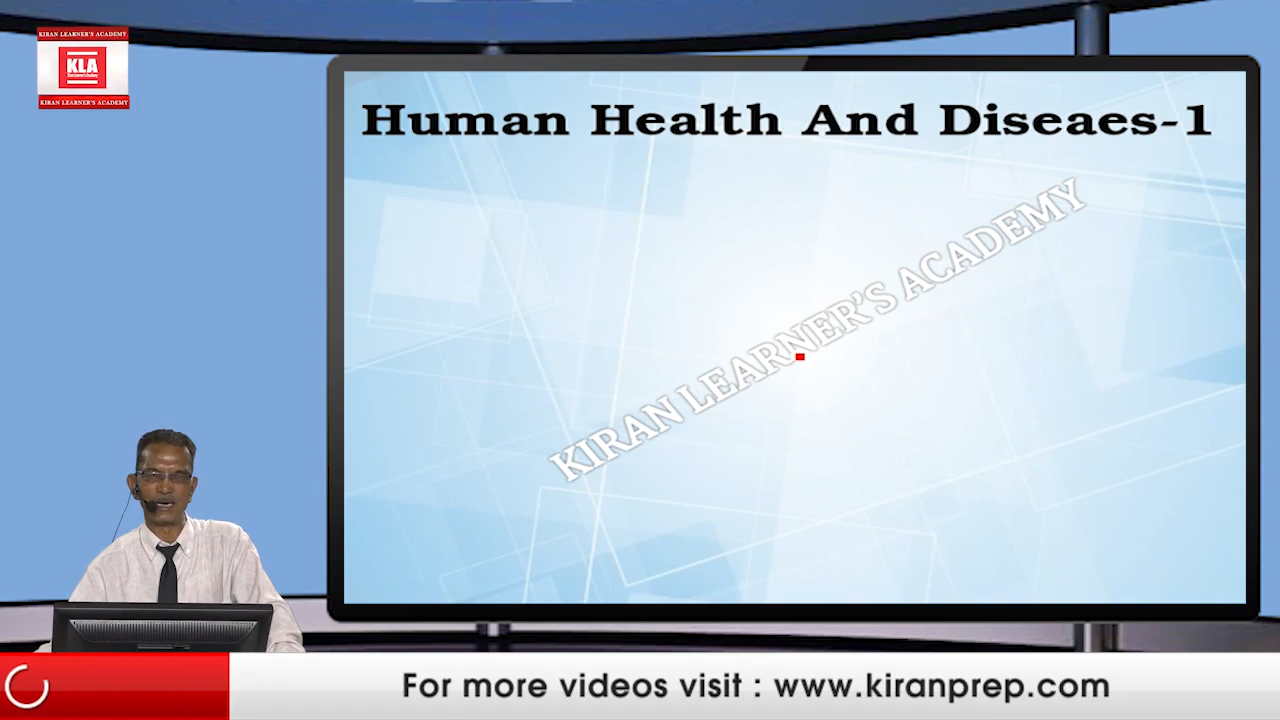 KIRAN LEARNER'S ACADEMY
KLA
KIRAN LEARNER'S ACADEMY
Human Health And Diseaes-1
KIRAN LEARNER'S ACADEMY
For more videos visit : www.kiranprep.com